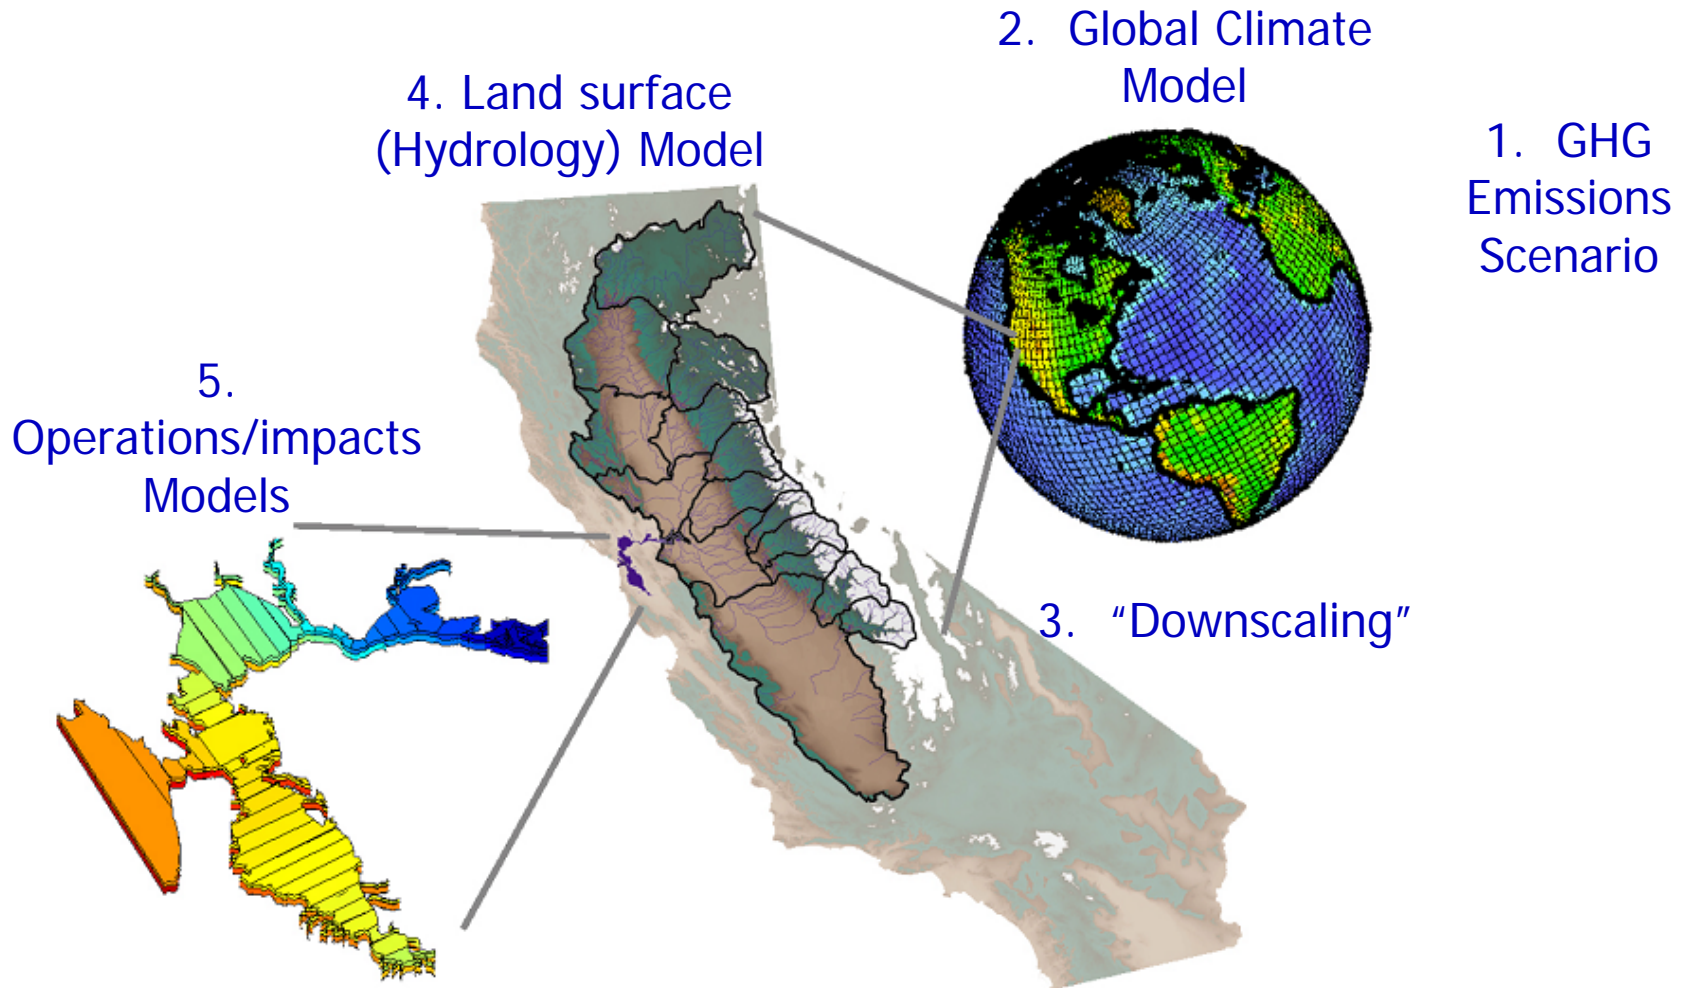 2. Global Climate
Model
4. Land surface
(Hydrology) Model
1. GHG
Emissions
Scenario
5.
Operations/impacts
Models
3. “Downscaling”